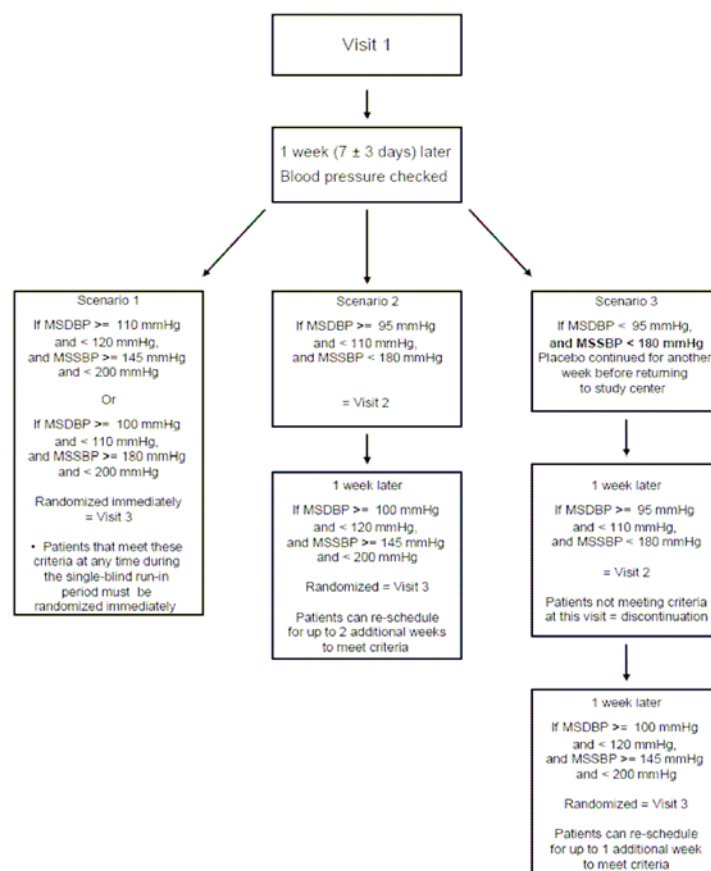 Visit 1
1 week (7 ± 3 days) later
Blood pressure checked
Scenario 1
If MSDBP >= 110 mmHg
and < 120 mmHg,
and MSSBP >= 145 mmHg
and < 200 mmHg
Or
If MSDBP >= 100 mmHg
and < 110 mmHg,
and MSSBP >= 180 mmHg
and < 200 mmHg
Randomized immediately
= Visit 3
• Patients that meet these
criteria at any time during
the single-blind run-in
period must be
randomized immediately
Scenario 2
If MSDBP >= 95 mmHg
and < 110 mmHg,
and MSSBP < 180 mmHg
= Visit 2
1 week later
If MSDBP >= 100 mmHg
and < 120 mmHg,
and MSSBP >= 145 mmHg
and < 200 mmHg
Randomized = Visit 3
Patients can re-schedule
for up to 2 additional weeks
to meet criteria
Scenario 3
If MSDBP < 95 mmHg,
and MSSBP < 180 mmHg
Placebo continued for another
week before returning
to study center
1 week later
If MSDBP >= 95 mmHg
and < 110 mmHg,
and MSSBP < 180 mmHg
= Visit 2
Patients not meeting criteria
at this visit = discontinuation
1 week later
If MSDBP >= 100 mmHg
and < 120 mmHg,
and MSSBP >= 145 mmHg
and < 200 mmHg
Randomized = Visit 3
Patients can re-schedule
for up to 1 additional week
to meet criteria